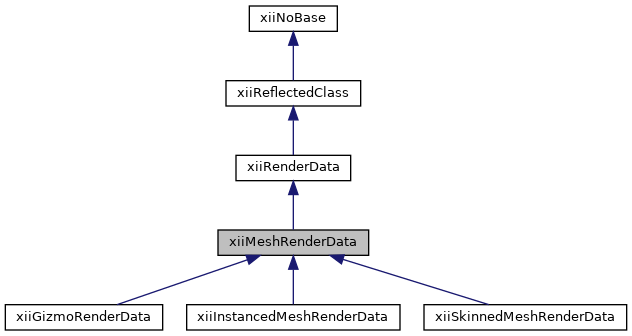 xiiNoBase
xiiReflectedClass
xiiRenderData
xiiMeshRenderData
xiiGizmoRenderData
xiiInstancedMeshRenderData
xiiSkinnedMeshRenderData